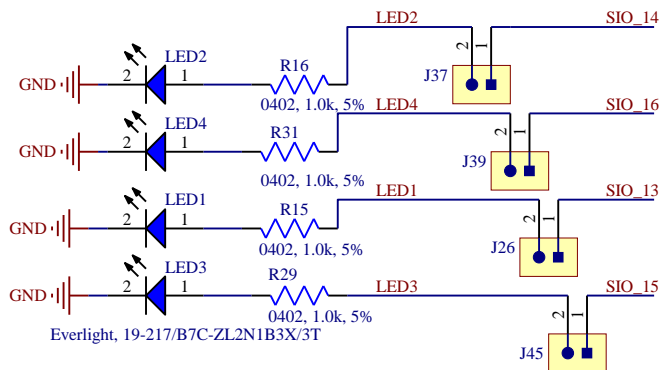 LED2 SIO_14
LED2 R16 2 1 J37
GND 2 1
0402, 1.0k, 5%
LED4 SIO_16
LED4 R31 2 1 J39
GND 2 1
0402, 1.0k, 5%
LED1 SIO_13
LED1 R15 2 1 J26
GND 2 1
0402, 1.0k, 5%
LED3 SIO_15
LED3 R29 2 1 J45
GND 2 1
0402, 1.0k, 5%
Everlight, 19-217/B7C-ZL2N1B3X/3T